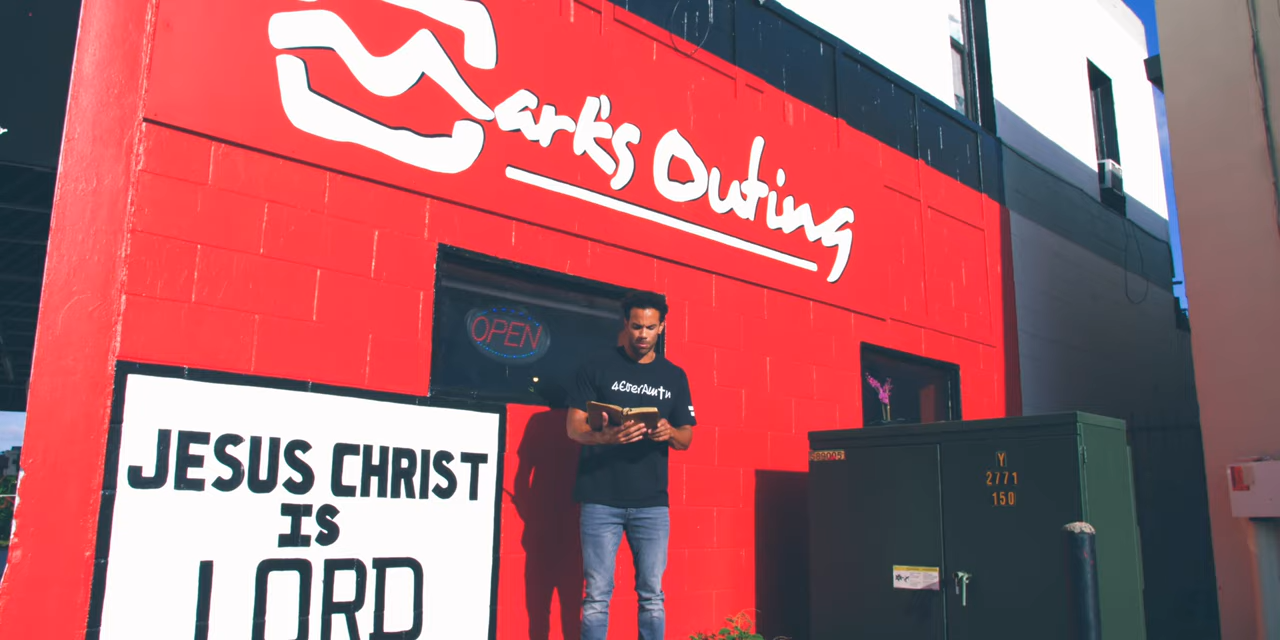 Mark's Outing
OPEN
JESUS CHRIST
IS
LORD
Y
2771
150